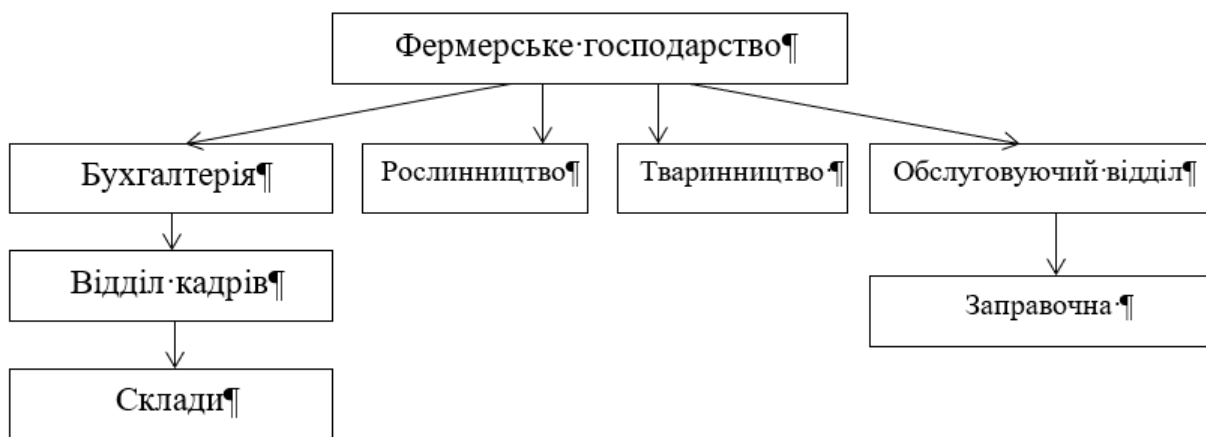 Фермерське·господарство¶
Бухгалтерія¶
Рослинництво¶
Тваринництво·¶
Обслуговуючий·відділ¶
Відділ·кадрів¶
Заправочна·¶
Склади¶